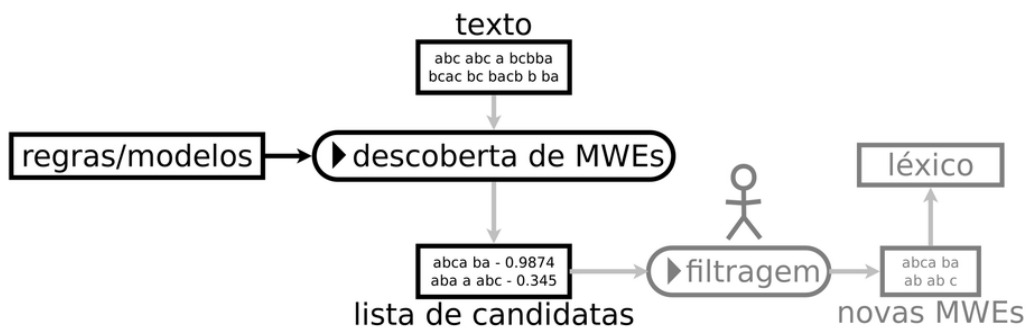 texto
abc abc a bcbba
bcac bc bacb b ba
regras/modelos
descoberta de MWEs
léxico
abca ba - 0.9874
aba a abc - 0.345
filtragem
abca ba
ab ab c
lista de candidatas
novas MWEs